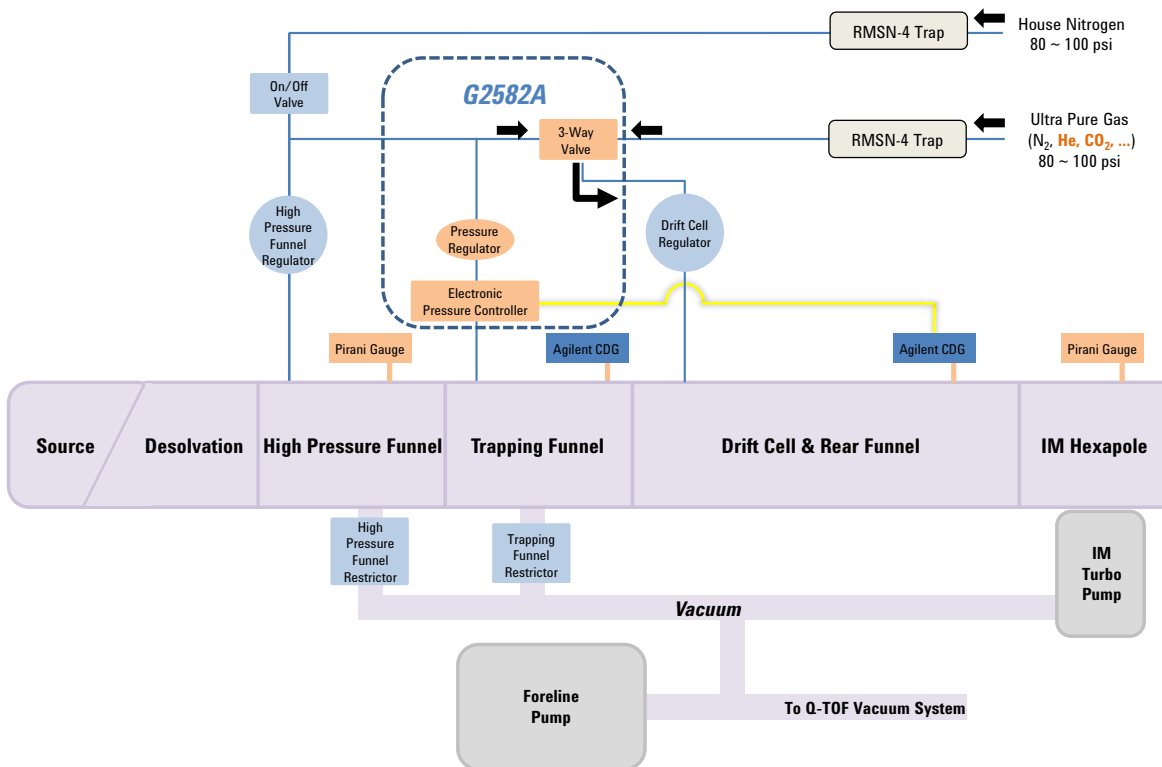 RMSN-4 Trap
House Nitrogen
80 ~ 100 psi
On/Off
Valve
G2582A
3-Way
Valve
RMSN-4 Trap
Ultra Pure Gas
(N₂, He, CO₂, ...)
80 ~ 100 psi
High
Pressure
Funnel
Regulator
Pressure
Regulator
Drift Cell
Regulator
Electronic
Pressure Controller
Pirani Gauge
Agilent CDG
Agilent CDG
Pirani Gauge
Source
Desolvation
High Pressure Funnel
Trapping Funnel
Drift Cell & Rear Funnel
IM Hexapole
High
Pressure
Funnel
Restrictor
Trapping
Funnel
Restrictor
IM
Turbo
Pump
Vacuum
Foreline
Pump
To Q-TOF Vacuum System